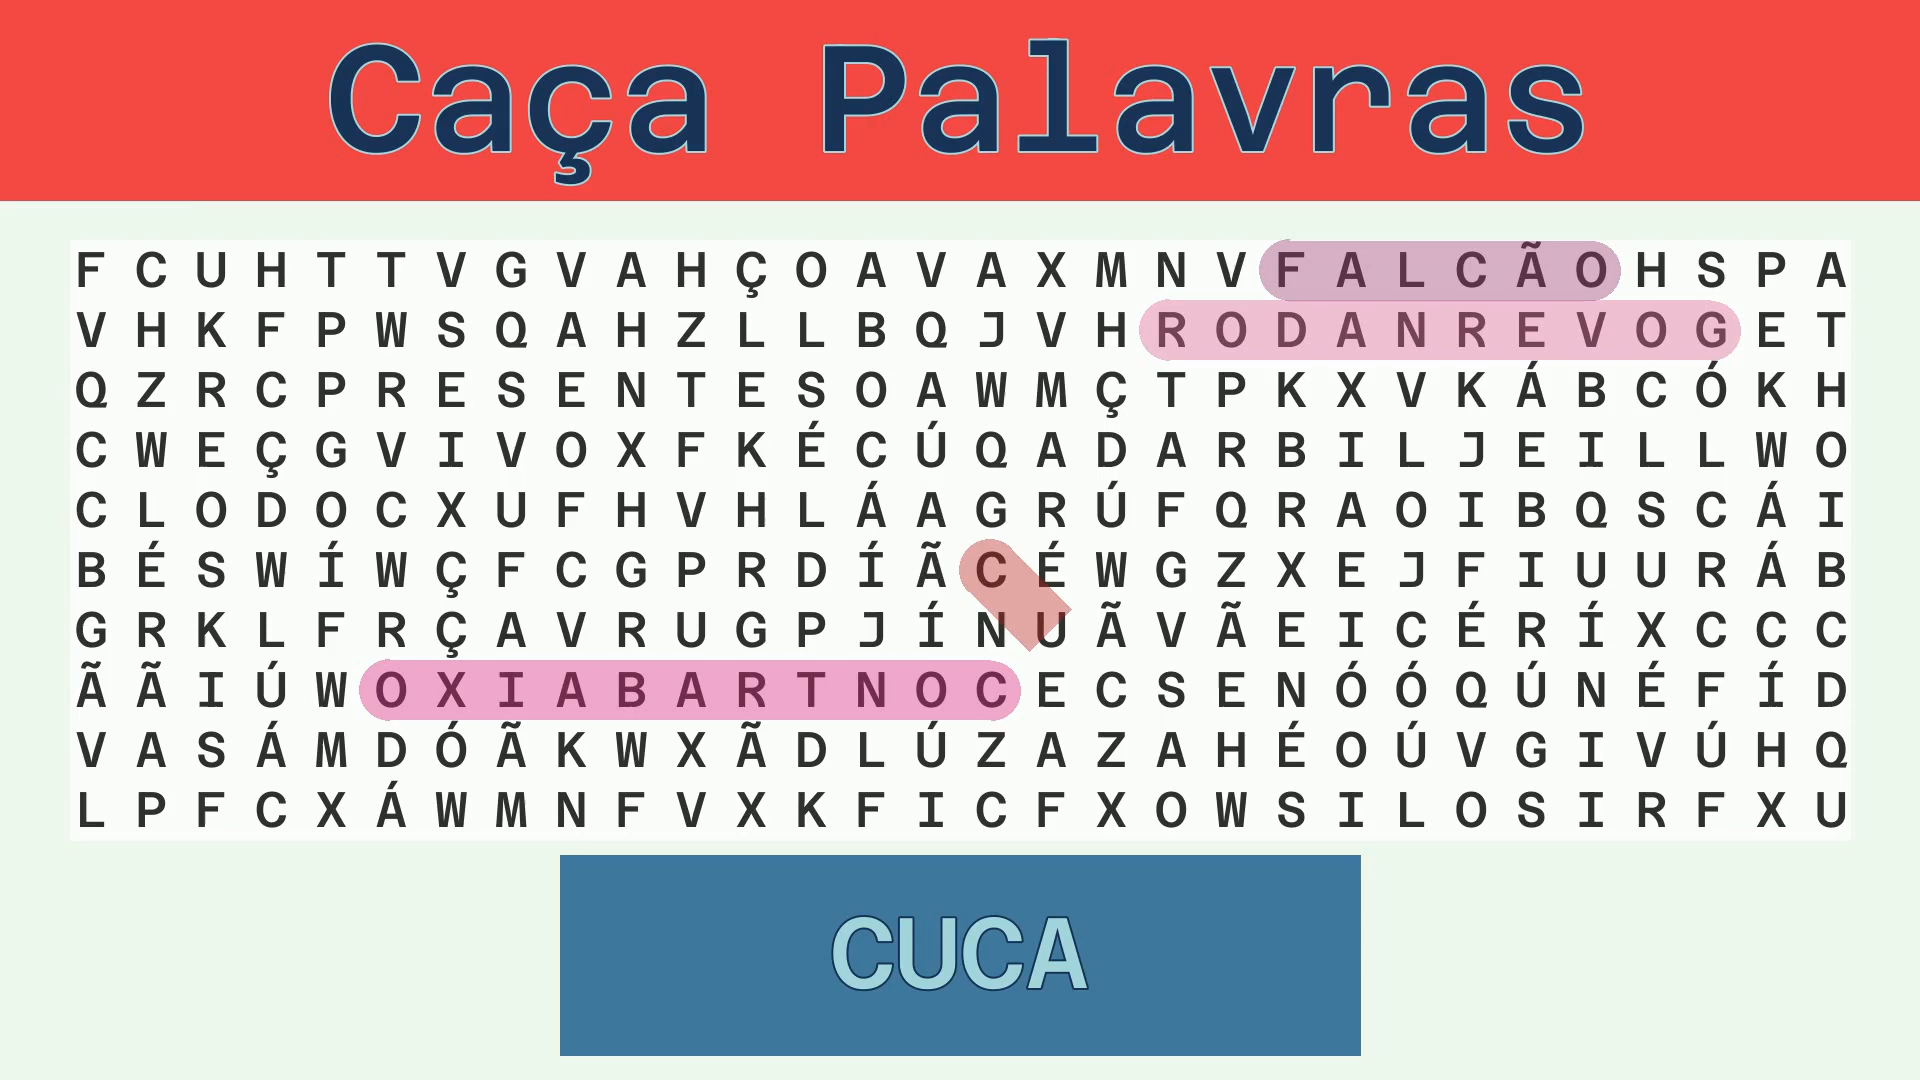 Caça Palavras
F C U H T T V G V A H Ç O A V A X M N V F A L C Ã O H S P A
V H K F P W S Q A H Z L L B Q J V H R O D A N R E V O G E T
Q Z R C P R E S E N T E S O A W M Ç T P K X V K Á B C Ó K H
C W E Ç G V I V O X F K É C Ú Q A D A R B I L J E I L L W O
C L O D O C X U F H V H L Á A G R Ú F Q R A O I B Q S C Á I
B É S W Í W Ç F C G P R D Í Ã C É W G Z X E J F I U U R Á B
G R K L F R Ç A V R U G P J Í N U Ã V Ã E I C É R Í X C C C
Ã Ã I Ú W O X I A B A R T N O C E C S E N Ó Ó Q Ú N É F Í D
V A S Á M D Ó Ã K W X Ã D L Ú Z A Z A H É O Ú V G I V Ú H Q
L P F C X Á W M N F V X K F I C F X O W S I L O S I R F X U
CUCA